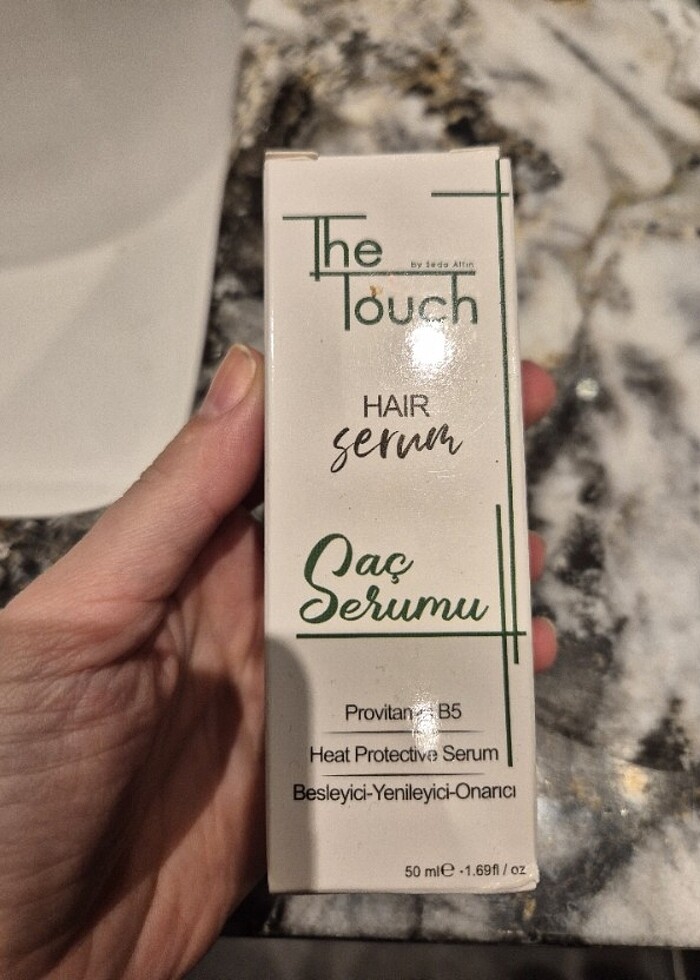 The
by Seda Altın
Touch
HAIR
serum
Saç
Serumu
B5
Heat Protective Serum
Besleyici-Yenileyici-Onarıcı
50 ml℮ -1.69fl / oz